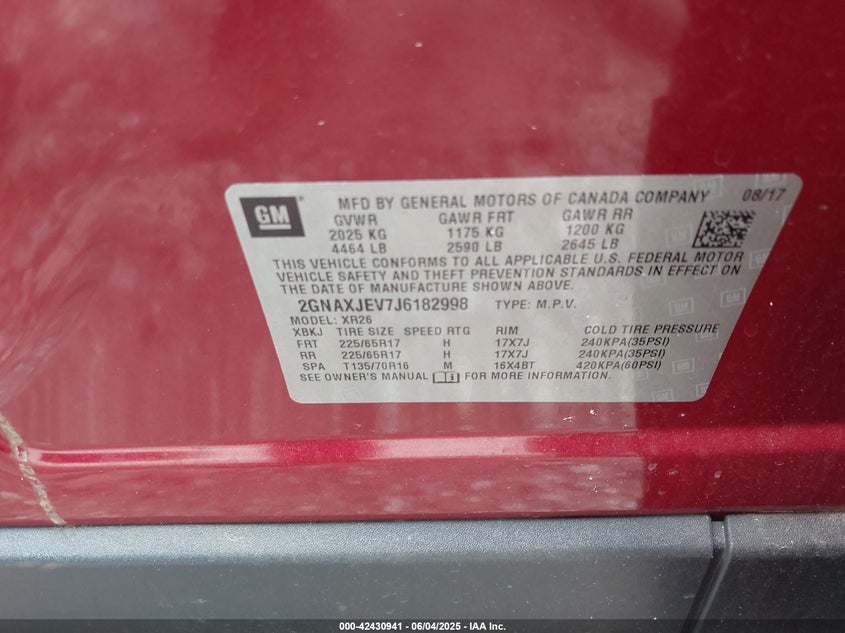 GM
MFD BY GENERAL MOTORS OF CANADA COMPANY 08/17
GVWR GAWR FRT GAWR RR
2025 KG 1175 KG 1200 KG
4464 LB 2590 LB 2645 LB
THIS VEHICLE CONFORMS TO ALL APPLICABLE U.S. FEDERAL MOTOR
VEHICLE SAFETY AND THEFT PREVENTION STANDARDS IN EFFECT ON
THE DATE OF MANUFACTURE SHOWN ABOVE.
2GNAXJEV7J6182998 TYPE: M.P.V.
MODEL: XR26
XBKJ TIRE SIZE SPEED RTG RIM COLD TIRE PRESSURE
FRT 225/65R17 H 17X7J 240KPA(35PSI)
RR 225/65R17 H 17X7J 240KPA(35PSI)
SPA T135/70R16 M 16X4BT 420KPA(60PSI)
SEE OWNER'S MANUAL FOR MORE INFORMATION.
000-42430941 - 06/04/2025 - IAA Inc.